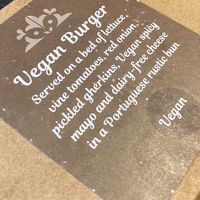 Vegan Burger
Served on a bed of lettuce,
vine tomatoes, red onion,
pickled gherkins, Vegan spicy
mayo and dairy-free cheese
in a Portuguese rustic bun
Vegan